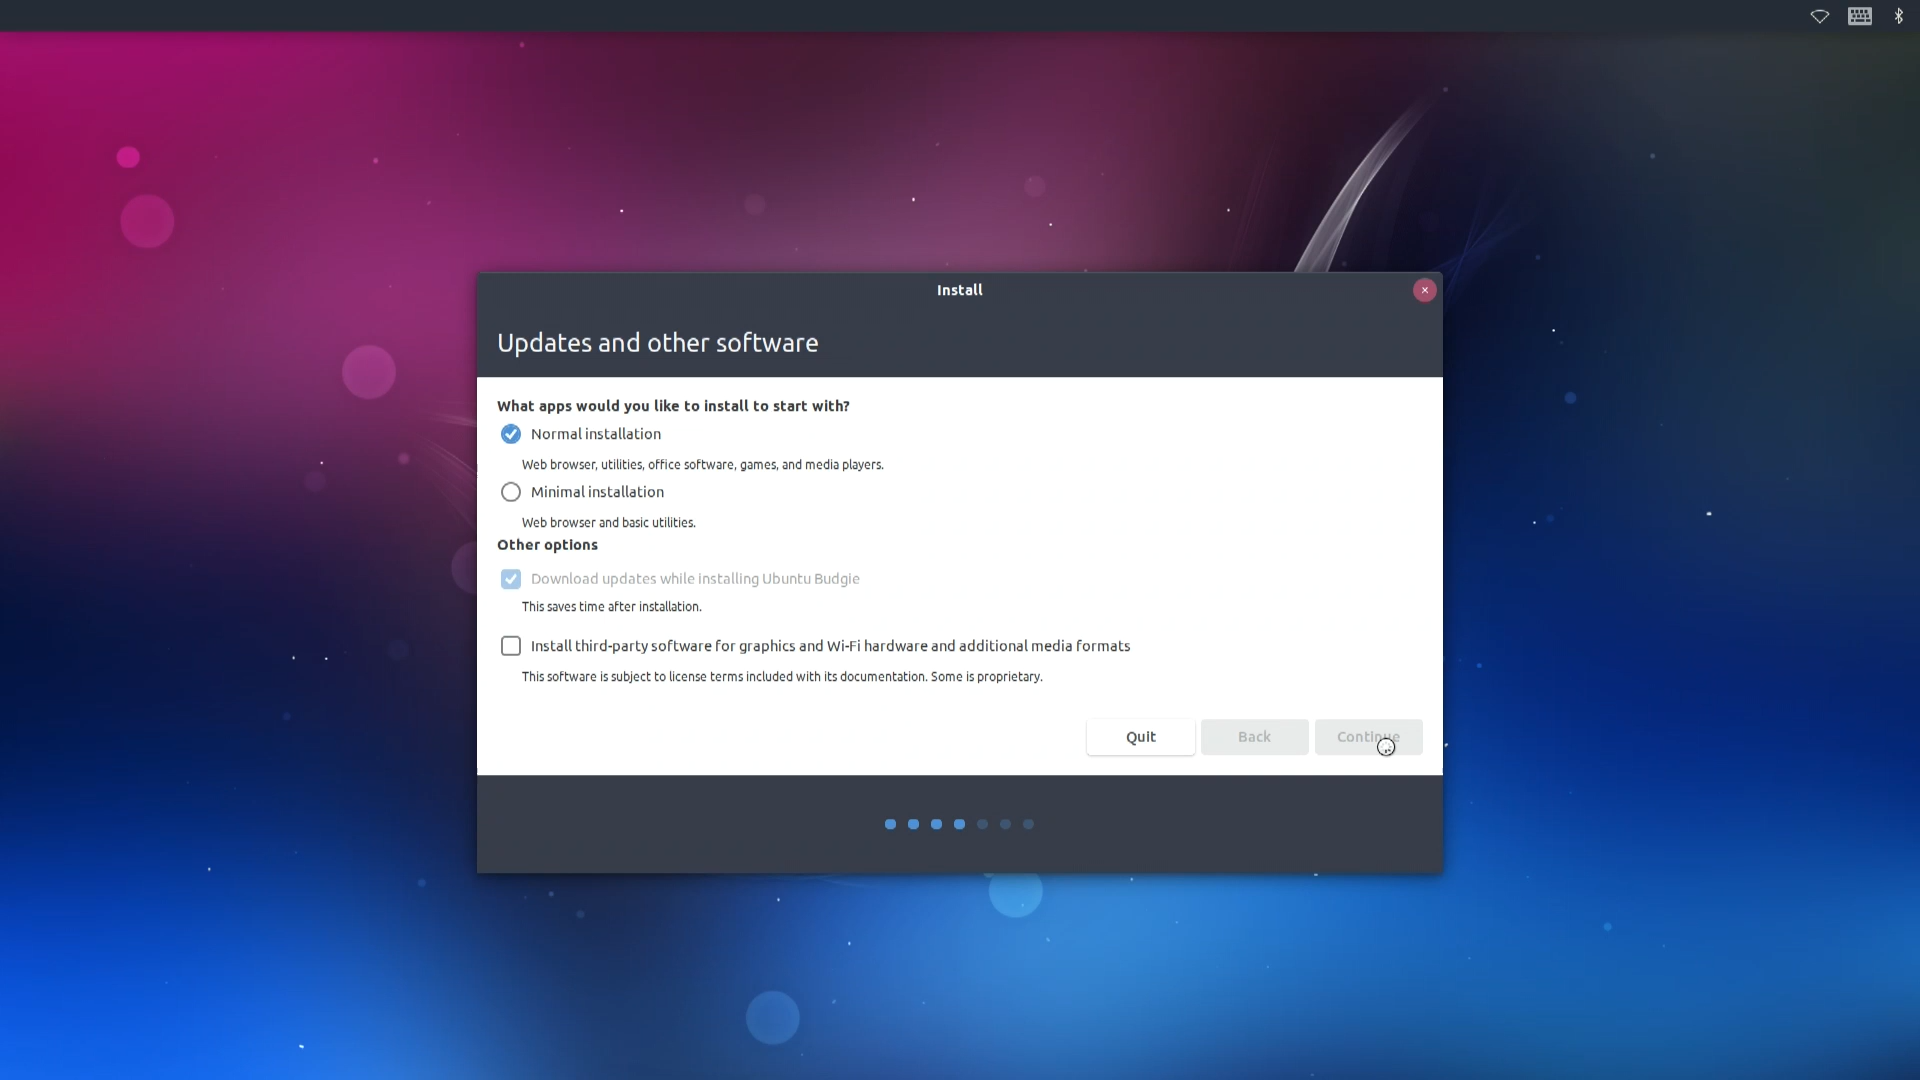 Install
Updates and other software
What apps would you like to install to start with?
Normal installation
Web browser, utilities, office software, games, and media players.
Minimal installation
Web browser and basic utilities.
Other options
Download updates while installing Ubuntu Budgie
This saves time after installation.
Install third-party software for graphics and Wi-Fi hardware and additional media formats
This software is subject to license terms included with its documentation. Some is proprietary.
Quit Back Continue